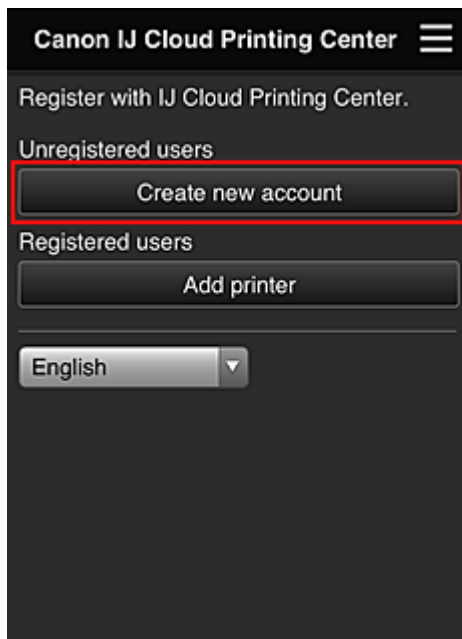 Canon IJ Cloud Printing Center
Register with IJ Cloud Printing Center.
Unregistered users
Create new account
Registered users
Add printer
English